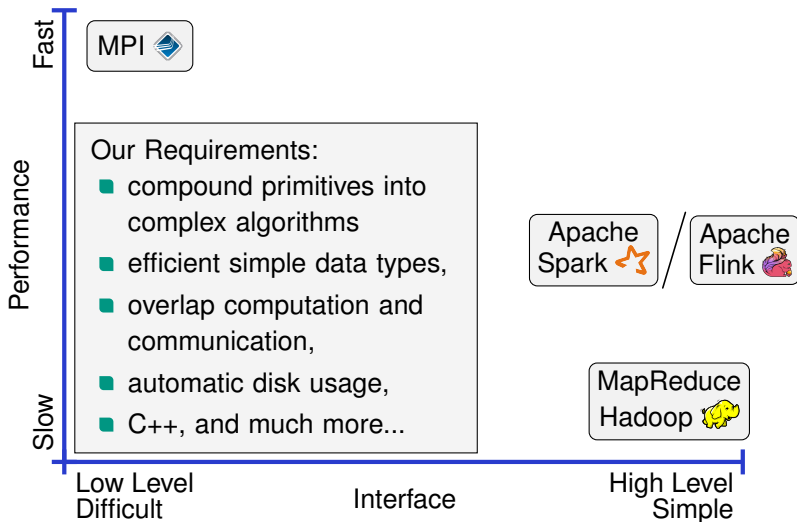 Fast
MPI
Performance
Our Requirements:
compound primitives into
complex algorithms
efficient simple data types,
overlap computation and
communication,
automatic disk usage,
C++, and much more...
Apache
Spark
Apache
Flink
MapReduce
Hadoop
Slow
Low Level
Difficult
Interface
High Level
Simple